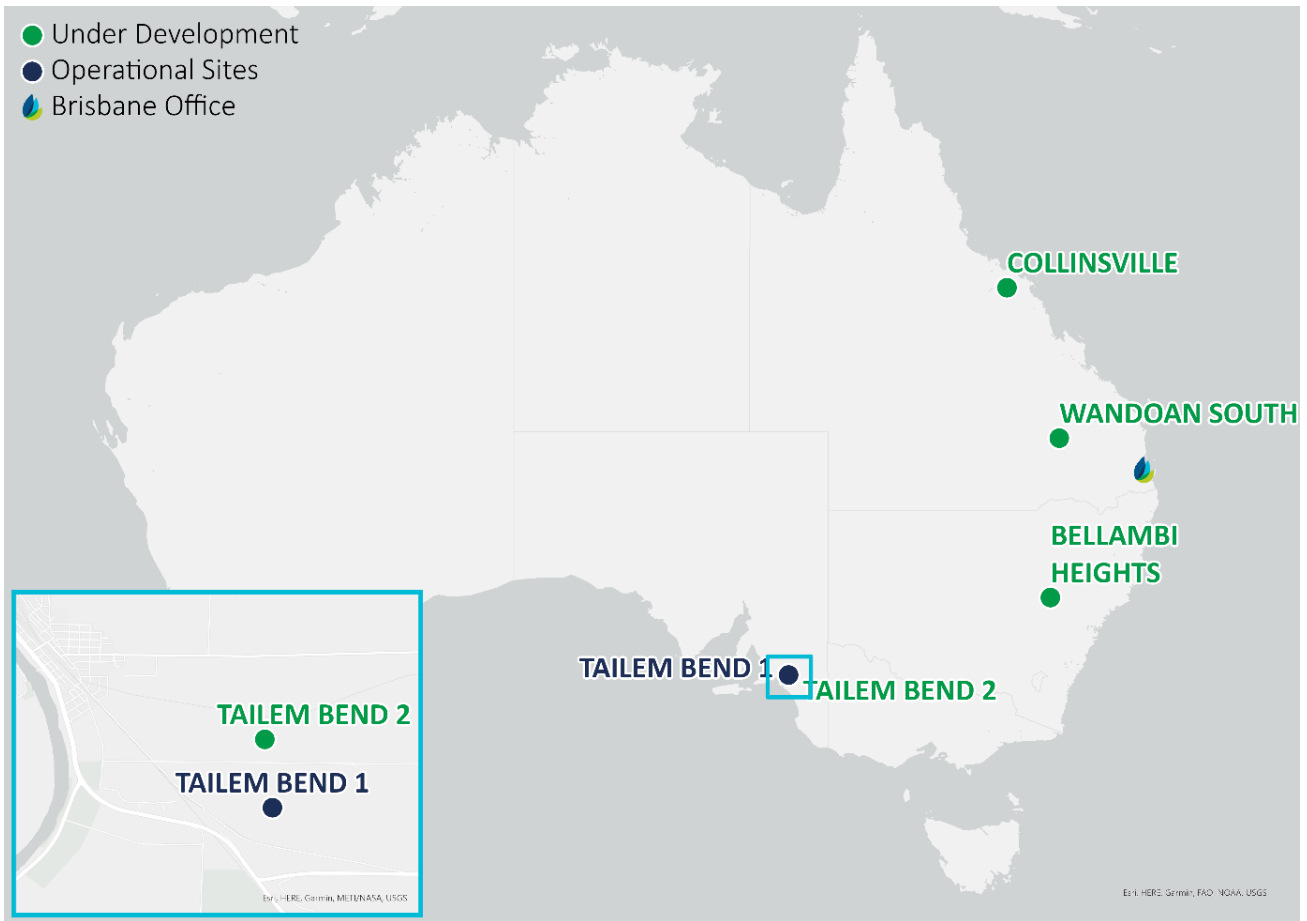 Under Development
Operational Sites
Brisbane Office
COLLINSVILLE
WANDOAN SOUTH
BELLAMBI
HEIGHTS
TAILEM BEND 1
TAILEM BEND 2
TAILEM BEND 2
TAILEM BEND 1
Esri, HERE, Garmin, METI/NASA, USGS
Esri, HERE, Garmin, FAO, NOAA, USGS